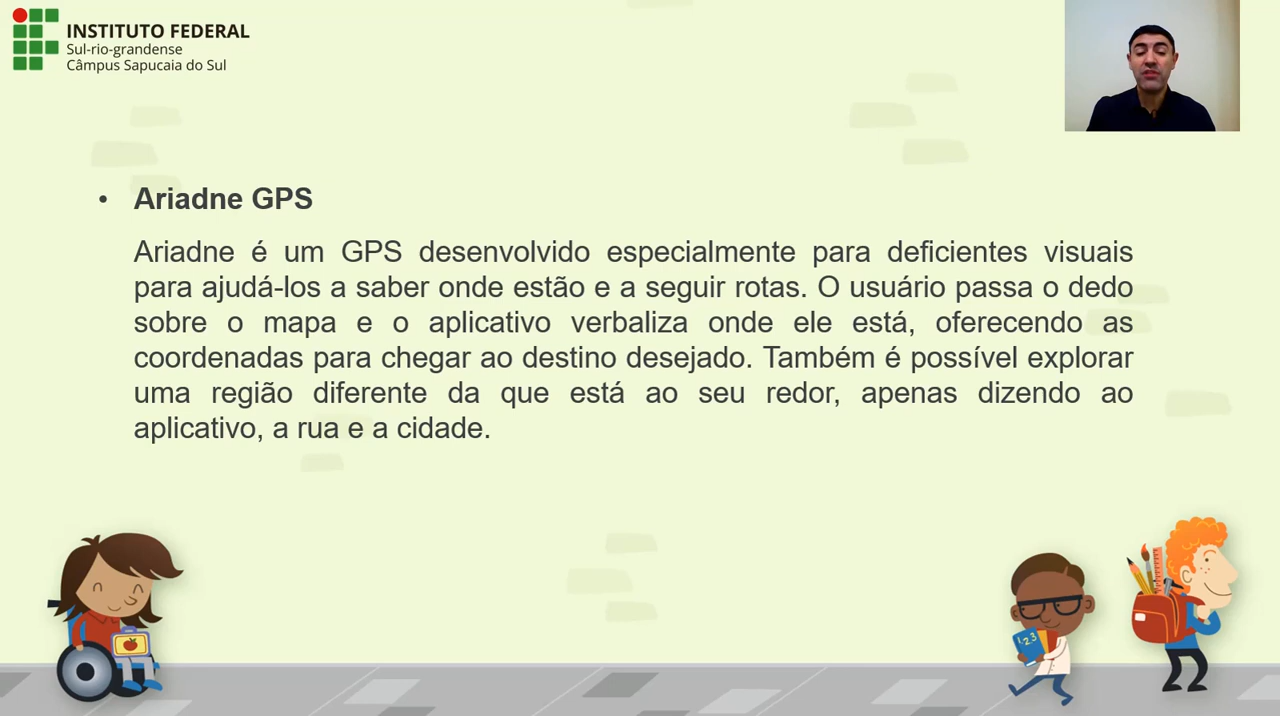 INSTITUTO FEDERAL
Sul-rio-grandense
Câmpus Sapucaia do Sul
• Ariadne GPS
Ariadne é um GPS desenvolvido especialmente para deficientes visuais
para ajudá-los a saber onde estão e a seguir rotas. O usuário passa o dedo
sobre o mapa e o aplicativo verbaliza onde ele está, oferecendo as
coordenadas para chegar ao destino desejado. Também é possível explorar
uma região diferente da que está ao seu redor, apenas dizendo ao
aplicativo, a rua e a cidade.
123